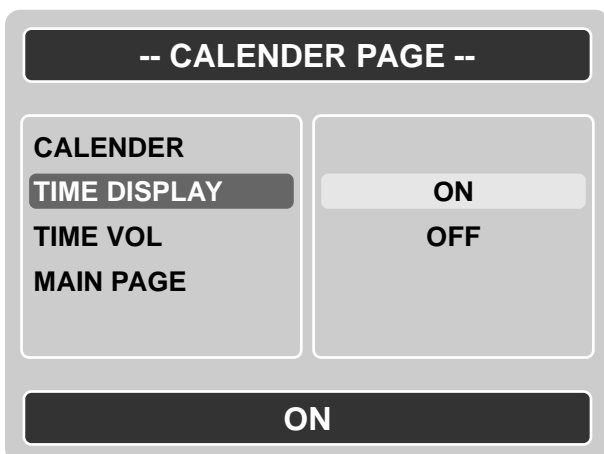 -- CALENDER PAGE --
CALENDER
TIME DISPLAY
TIME VOL
MAIN PAGE
ON
OFF
ON